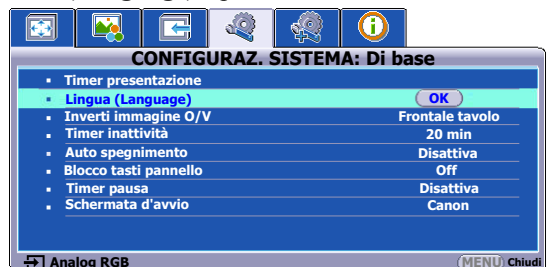 CONFIGURAZ. SISTEMA: Di base
Timer presentazione
Lingua (Language) OK
Inverti immagine O/V Frontale tavolo
Timer inattività 20 min
Auto spegnimento Disattiva
Blocco tasti pannello Off
Timer pausa Disattiva
Schermata d'avvio Canon
Analog RGB MENU Chiudi